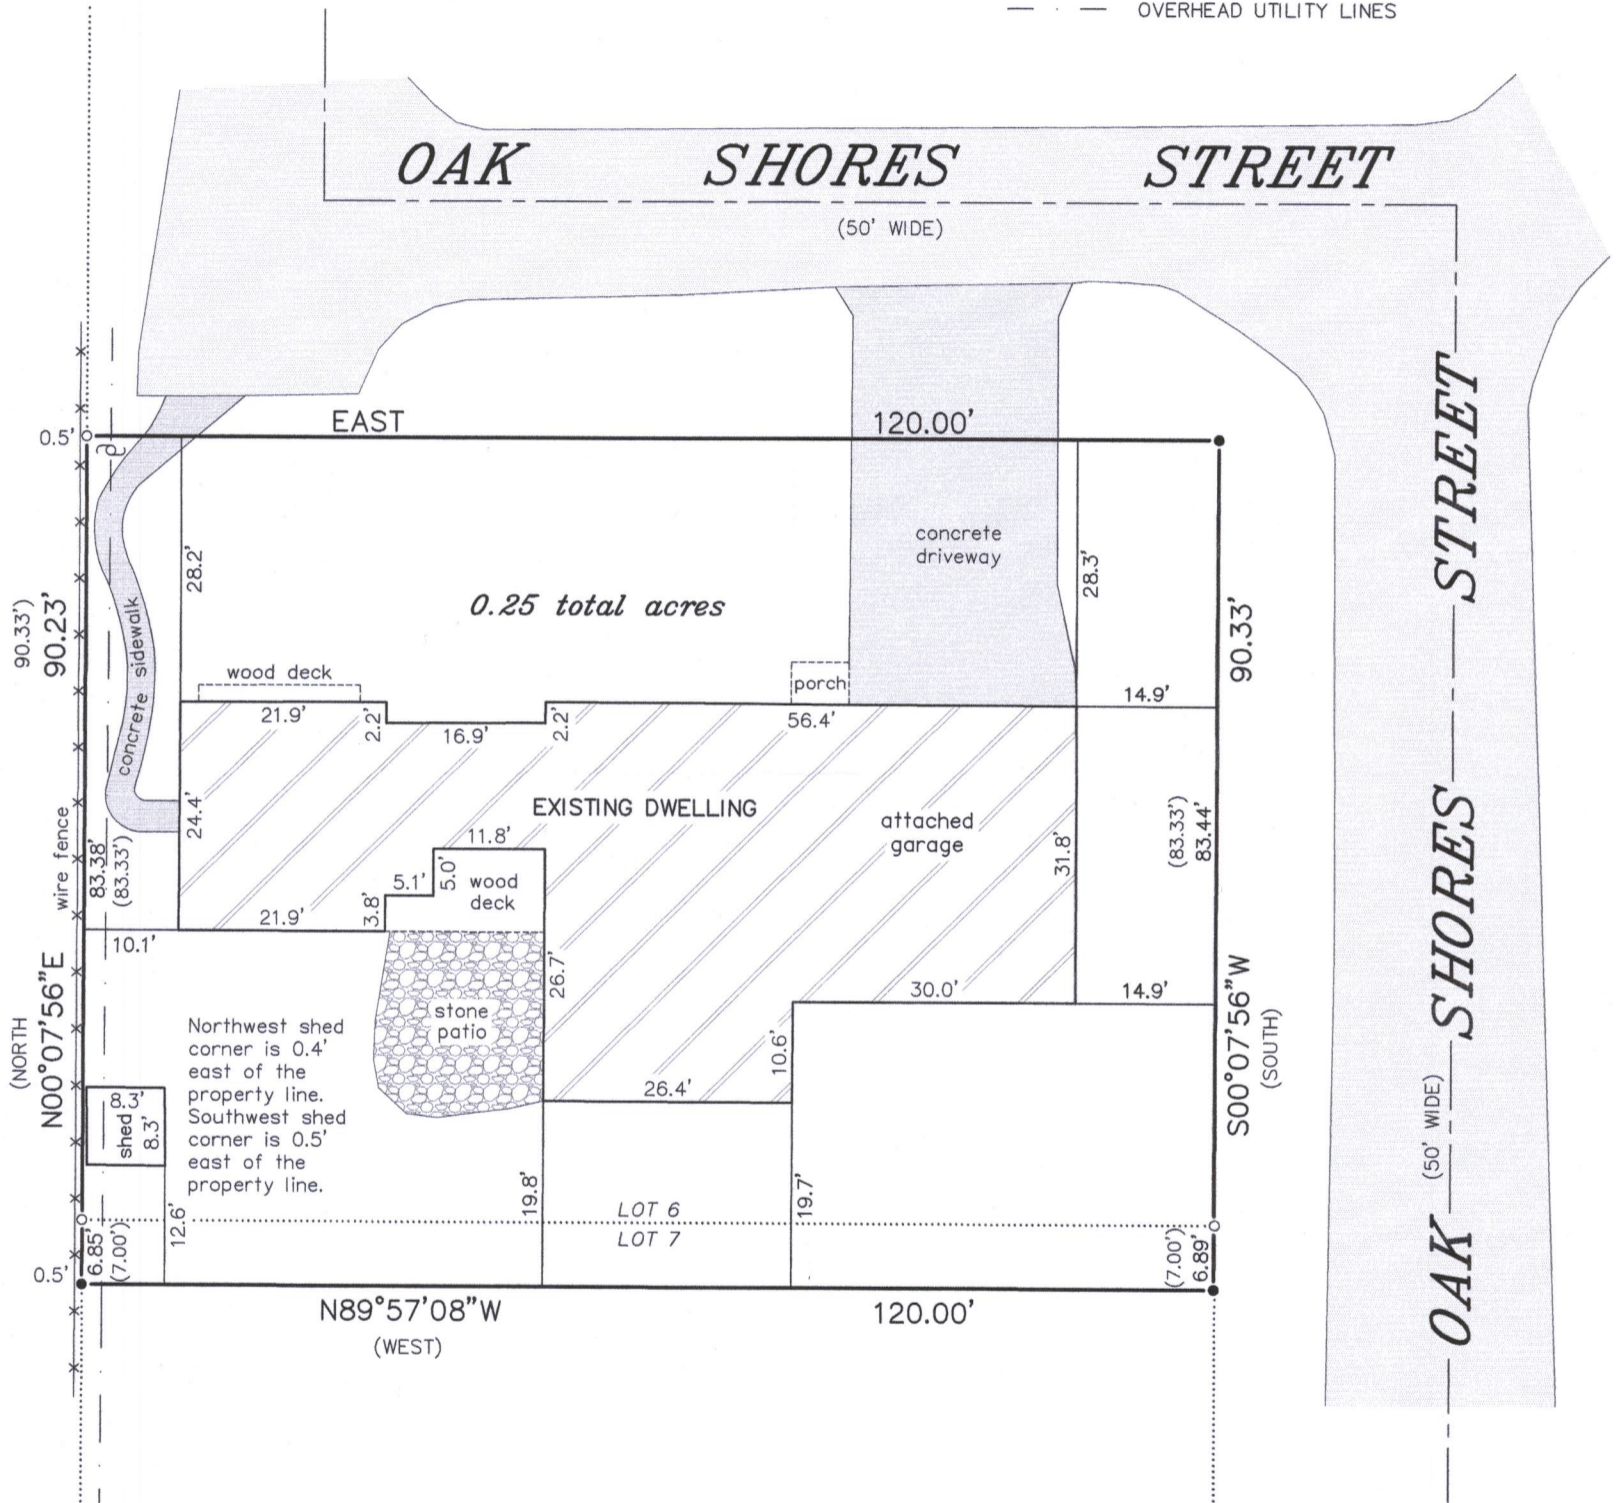 OVERHEAD UTILITY LINES
OAK SHORES STREET
(50' WIDE)
EAST
120.00'
0.5'
28.2'
concrete
driveway
28.3'
0.25 total acres
90.33')
90.23'
90.33'
concrete sidewalk
wood deck
porch
14.9'
21.9'
2.2'
16.9'
2.2'
56.4'
wire fence
24.4'
EXISTING DWELLING
attached
garage
31.8'
(83.33')
83.44'
83.38'
(83.33')
11.8'
5.0'
5.1'
3.8'
wood
deck
21.9'
10.1'
26.7'
30.0'
14.9'
stone
patio
10.6'
26.4'
(NORTH
N00°07'56"E
S00°07'56"W
(SOUTH)
Northwest shed
corner is 0.4'
east of the
property line.
Southwest shed
corner is 0.5'
east of the
property line.
8.3'
shed
8.3'
12.6'
19.8'
19.7'
LOT 6
LOT 7
6.85'
(7.00')
(7.00')
6.89'
0.5'
N89°57'08"W
(WEST)
120.00'
OAK SHORES STREET
(50' WIDE)